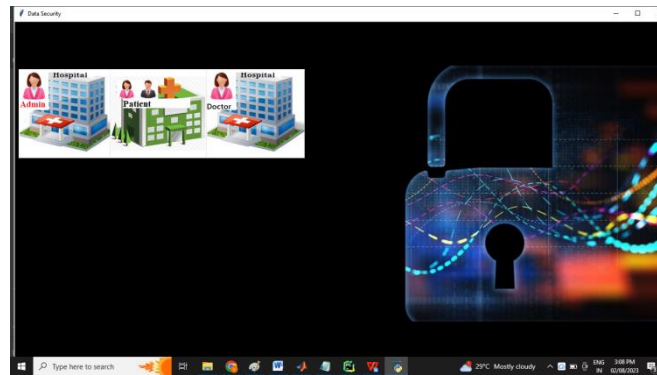 Data Security
Hospital
Admin
Patient
Hospital
Doctor
Type here to search
29°C Mostly cloudy
ENG
IN
3:08 PM
02/08/2023